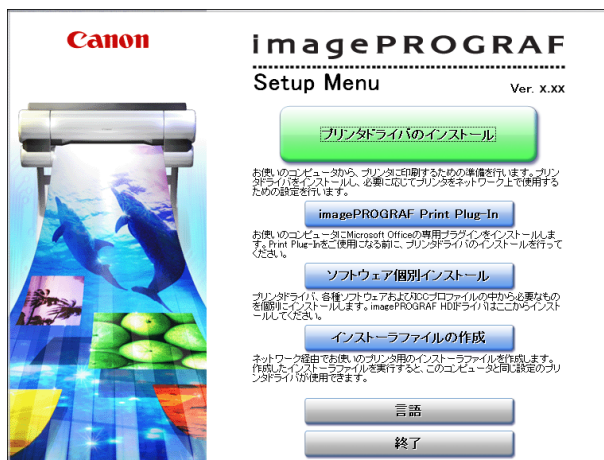 Canon
imagePROGRAF
Setup Menu
Ver. x.xx
プリンタドライバのインストール
お使いのコンピュータから、プリンタに印刷するための準備を行います。プリン
タドライバをインストールし、必要に応じてプリンタをネットワーク上で使用する
ための設定を行います。
imagePROGRAF Print Plug-In
お使いのコンピュータにMicrosoft Officeの専用プラグインをインストールしま
す。Print Plug-Inをご使用になる前に、プリンタドライバのインストールを行って
ください。
ソフトウェア個別インストール
プリンタドライバ、各種ソフトウェアおよびICCプロファイルの中から必要なもの
を個別にインストールします。imagePROGRAF HDIドライバはここからインスト
ールしてください。
インストーラファイルの作成
ネットワーク経由でお使いのプリンタ用のインストーラファイルを作成します。
作成したインストーラファイルを実行すると、このコンピュータと同じ設定のプリ
ンタドライバが使用できます。
言語
終了